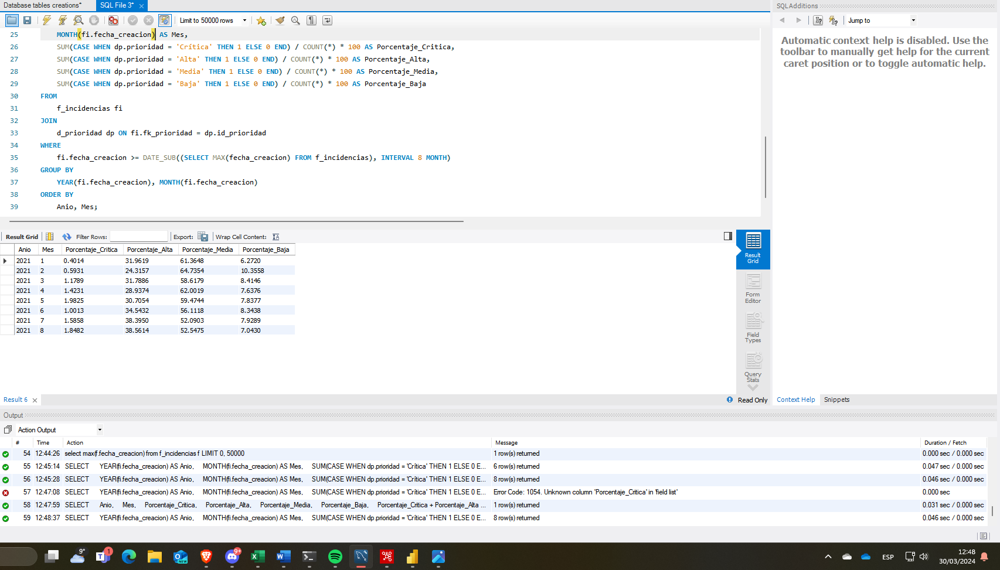 Database tables creations*
SQL File 3*
SQLAdditions
Limit to 50000 rows
Jump to
25 MONTH(fi.fecha_creacion) AS Mes,
26 SUM(CASE WHEN dp.prioridad = 'Crítica' THEN 1 ELSE 0 END) / COUNT(*) * 100 AS Porcentaje_Critica,
27 SUM(CASE WHEN dp.prioridad = 'Alta' THEN 1 ELSE 0 END) / COUNT(*) * 100 AS Porcentaje_Alta,
28 SUM(CASE WHEN dp.prioridad = 'Media' THEN 1 ELSE 0 END) / COUNT(*) * 100 AS Porcentaje_Media,
29 SUM(CASE WHEN dp.prioridad = 'Baja' THEN 1 ELSE 0 END) / COUNT(*) * 100 AS Porcentaje_Baja
30 FROM
31 f_incidencias fi
32 JOIN
33 d_prioridad dp ON fi.fk_prioridad = dp.id_prioridad
34 WHERE
35 fi.fecha_creacion >= DATE_SUB((SELECT MAX(fecha_creacion) FROM f_incidencias), INTERVAL 8 MONTH)
36 GROUP BY
37 YEAR(fi.fecha_creacion), MONTH(fi.fecha_creacion)
38 ORDER BY
39 Anio, Mes;
Automatic context help is disabled. Use the
toolbar to manually get help for the current
caret position or to toggle automatic help.
Result Grid Filter Rows: Export: Wrap Cell Content:
Anio Mes Porcentaje_Critica Porcentaje_Alta Porcentaje_Media Porcentaje_Baja
2021 1 0.4014 31.9619 61.3648 6.2720
2021 2 0.5931 24.3157 64.7354 10.3558
2021 3 1.1789 31.7886 58.6179 8.4146
2021 4 1.4231 28.9374 62.0019 7.6376
2021 5 1.9825 30.7054 59.4744 7.8377
2021 6 1.0013 34.5432 56.1118 8.3438
2021 7 1.5858 38.3950 52.0903 7.9289
2021 8 1.8482 38.5614 52.5475 7.0430
Result
Grid
Form
Editor
Field
Types
Query
Stats
Result 6
Read Only
Context Help
Snippets
Output
Action Output
# Time Action Message Duration / Fetch
54 12:44:26 select max(f.fecha_creacion) from f_incidencias f LIMIT 0, 50000 1 row(s) returned 0.000 sec / 0.000 sec
55 12:45:14 SELECT YEAR(fi.fecha_creacion) AS Anio, MONTH(fi.fecha_creacion) AS Mes, SUM(CASE WHEN dp.prioridad = 'Crítica' THEN 1 ELSE 0 E... 6 row(s) returned 0.047 sec / 0.000 sec
56 12:45:28 SELECT YEAR(fi.fecha_creacion) AS Anio, MONTH(fi.fecha_creacion) AS Mes, SUM(CASE WHEN dp.prioridad = 'Crítica' THEN 1 ELSE 0 E... 8 row(s) returned 0.046 sec / 0.000 sec
57 12:47:08 SELECT YEAR(fi.fecha_creacion) AS Anio, MONTH(fi.fecha_creacion) AS Mes, SUM(CASE WHEN dp.prioridad = 'Crítica' THEN 1 ELSE 0 E... Error Code: 1054. Unknown column 'Porcentaje_Critica' in 'field list' 0.000 sec
58 12:47:59 SELECT Anio, Mes, Porcentaje_Critica, Porcentaje_Alta, Porcentaje_Media, Porcentaje_Baja, Porcentaje_Critica + Porcentaje_Alta ... 1 row(s) returned 0.031 sec / 0.000 sec
59 12:48:37 SELECT YEAR(fi.fecha_creacion) AS Anio, MONTH(fi.fecha_creacion) AS Mes, SUM(CASE WHEN dp.prioridad = 'Crítica' THEN 1 ELSE 0 E... 8 row(s) returned 0.046 sec / 0.000 sec
9°
1
NEW
9+
ESP
12:48
30/03/2024